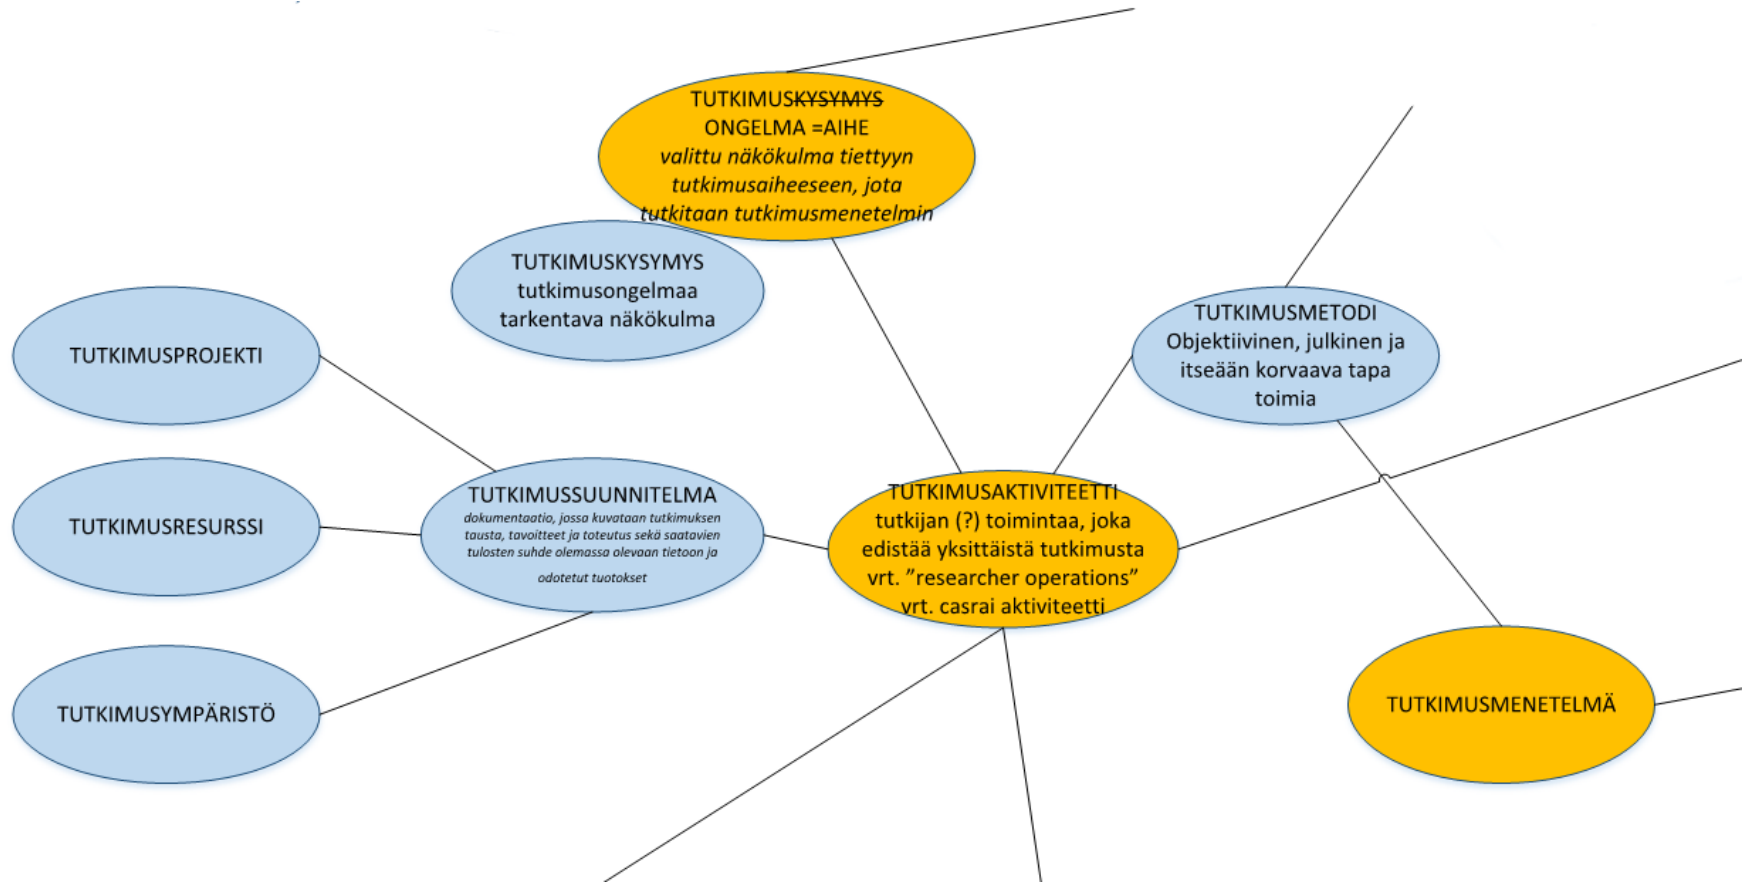 TUTKIMUSKYSYMYS
ONGELMA =AIHE
valittu näkökulma tiettyyn
tutkimusaiheeseen, jota
tutkitaan tutkimusmenetelmin
TUTKIMUSKYSYMYS
tutkimusongelmaa
tarkentava näkökulma
TUTKIMUSMETODI
Objektiivinen, julkinen ja
itseään korvaava tapa
toimia
TUTKIMUSPROJEKTI
TUTKIMUSRESURSSI
TUTKIMUSSUUNNITELMA
dokumentaatio, jossa kuvataan tutkimuksen
tausta, tavoitteet ja toteutus sekä saatavien
tulosten suhde olemassa olevaan tietoon ja
odotetut tuotokset
TUTKIMUSAKTIVITEETTI
tutkijan (?) toimintaa, joka
edistää yksittäistä tutkimusta
vrt. ”researcher operations”
vrt. casrai aktiviteetti
TUTKIMUSYMPÄRISTÖ
TUTKIMUSMENETELMÄ